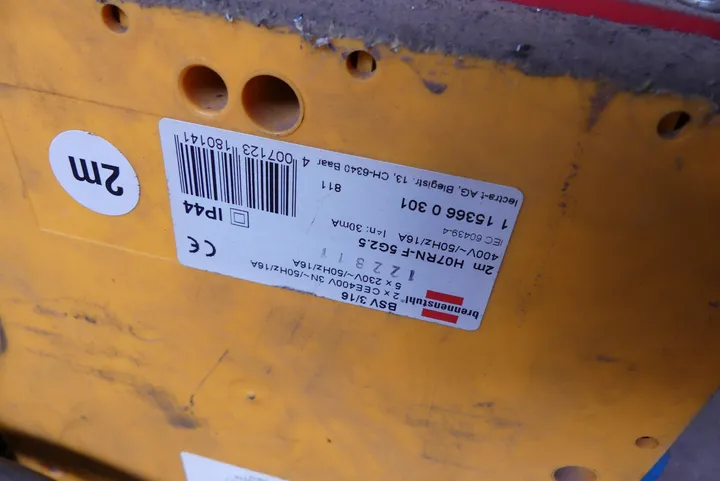 brennenstuhl®
BSV 3/16
2 x CEE400V 3N~/50Hz/16A
5 x 230V~/50Hz/16A
122811
2m H07RN-F 5G2.5
400V~/50Hz/16A
IEC 60439-4
1 15366 0 301
811
lectra-t AG, Blegistr. 13, CH-6340 Baar
CE
IP44
4 007123 180141
2m